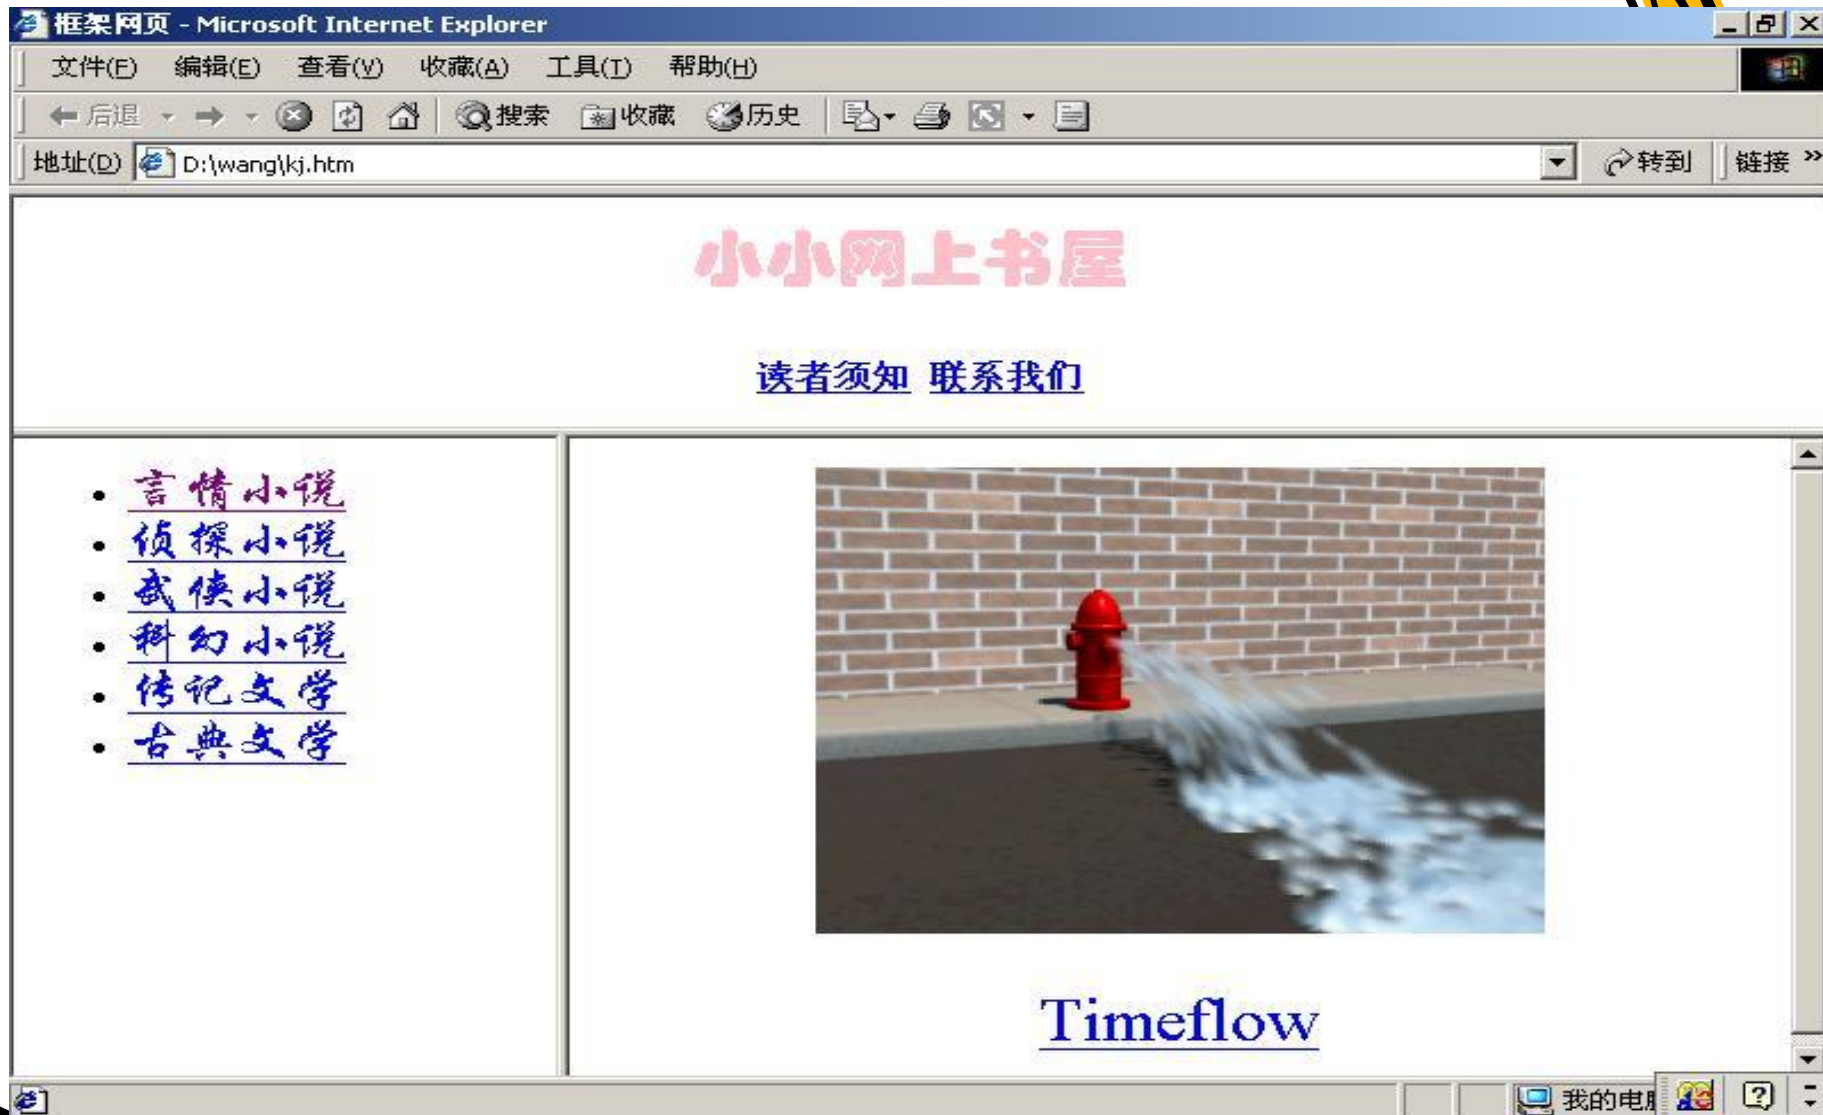 框架网页 - Microsoft Internet Explorer
文件(F) 编辑(E) 查看(V) 收藏(A) 工具(T) 帮助(H)
后退 搜索 收藏 历史
地址(D) D:\wang\kj.htm 转到 链接 »
小小网上书屋
读者须知 联系我们
言情小说
侦探小说
武侠小说
科幻小说
传记文学
古典文学
Timeflow
我的电脑